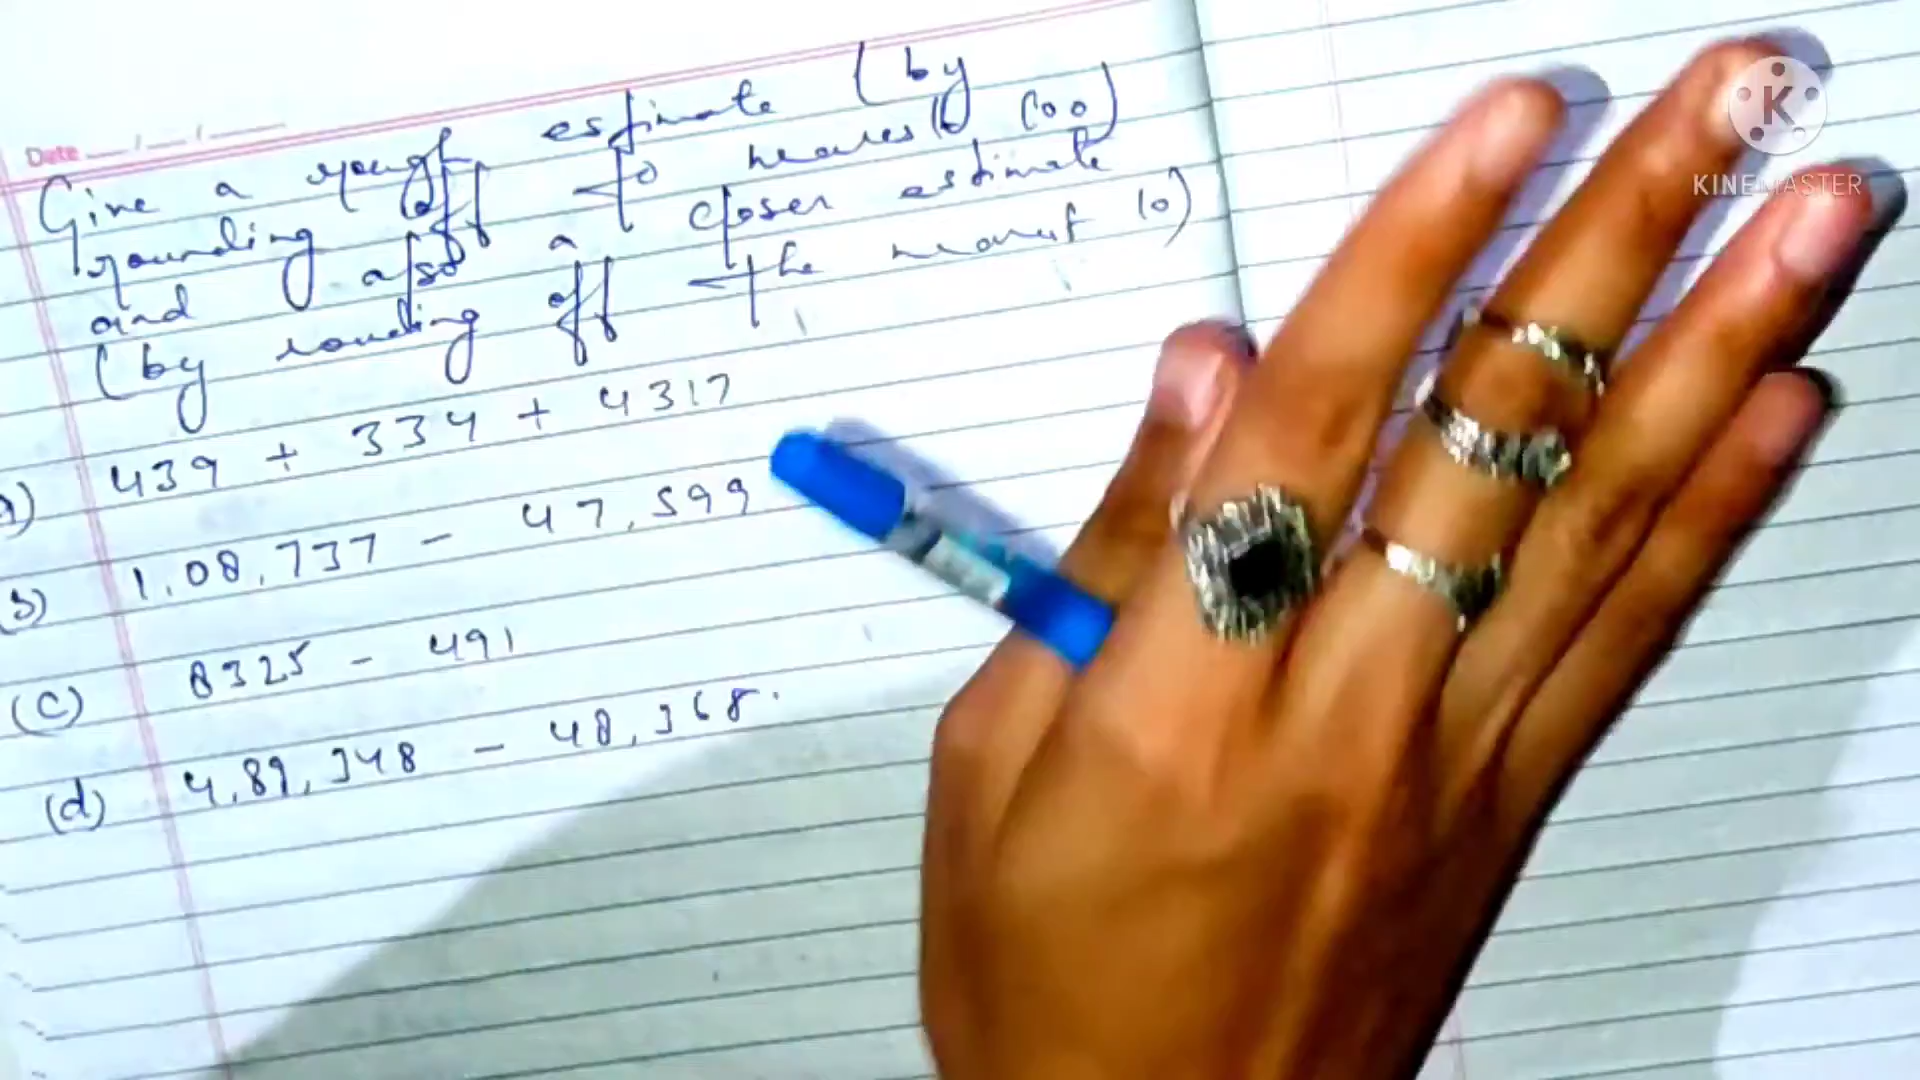 Date
Give a rough estimate (by
rounding off to nearest 100)
and also a closer estimate
(by rounding off the nearest 10)
439 + 334 + 4317
1,08,737 - 47,599
(c) 8325 - 491
(d) 4,89,348 - 48,368.
K
KINEMASTER